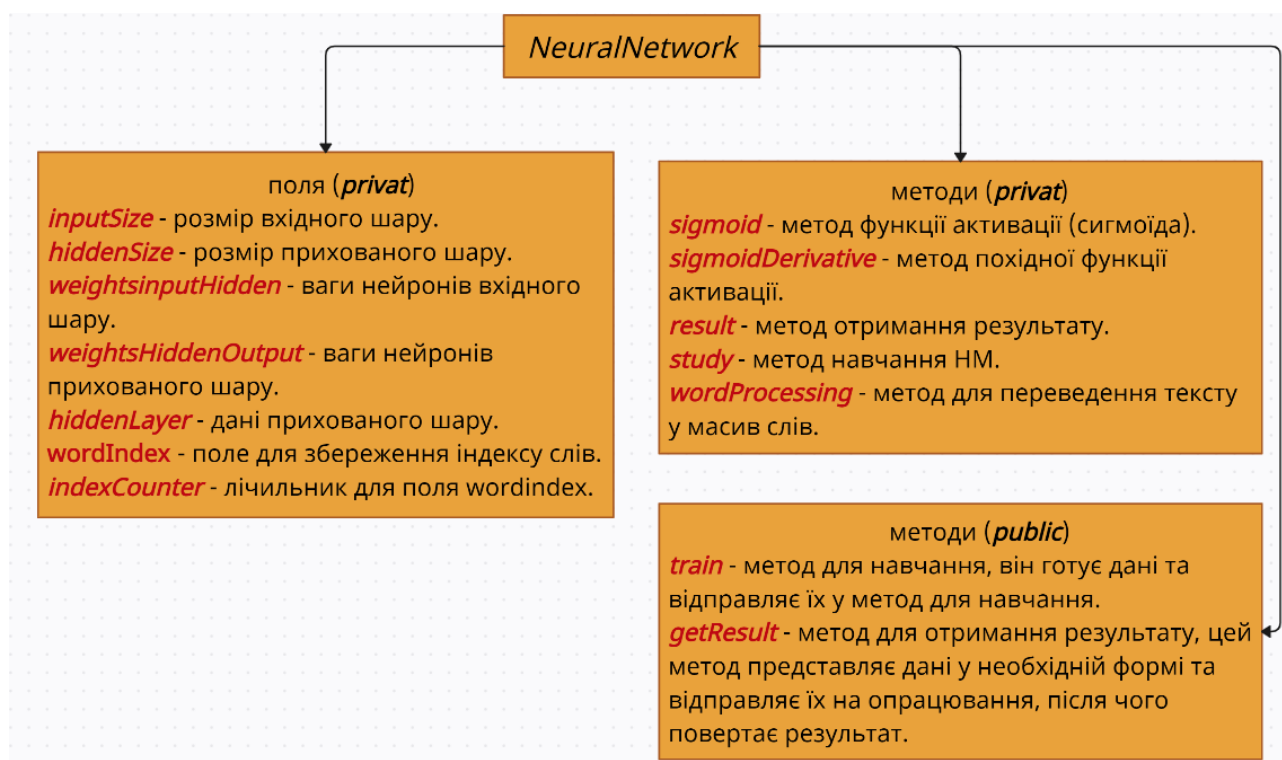 NeuralNetwork
поля (privat)
inputSize - розмір вхідного шару.
hiddenSize - розмір прихованого шару.
weightsinputHidden - ваги нейронів вхідного
шару.
weightsHiddenOutput - ваги нейронів
прихованого шару.
hiddenLayer - дані прихованого шару.
wordIndex - поле для збереження індексу слів.
indexCounter - лічильник для поля wordindex.
методи (privat)
sigmoid - метод функції активації (сигмоїда).
sigmoidDerivative - метод похідної функції
активації.
result - метод отримання результату.
study - метод навчання НМ.
wordProcessing - метод для переведення тексту
у масив слів.
методи (public)
train - метод для навчання, він готує дані та
відправляє їх у метод для навчання.
getResult - метод для отримання результату, цей
метод представляє дані у необхідній формі та
відправляє їх на опрацювання, після чого
повертає результат.